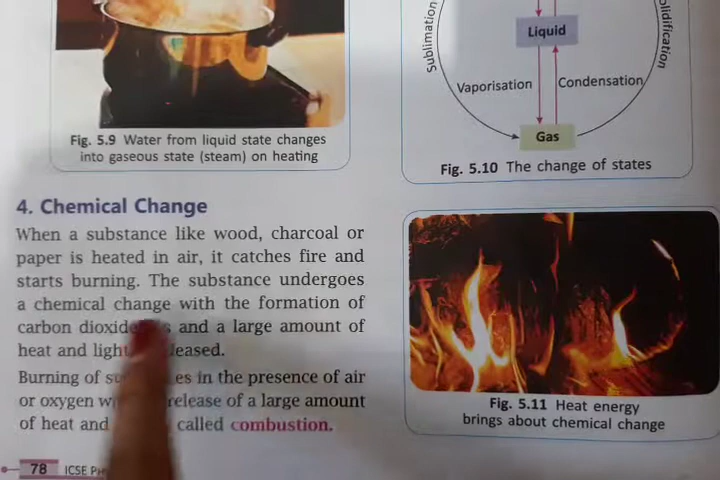 Sublimation
Liquid
olidification
Vaporisation
Condensation
Gas
Fig. 5.10 The change of states
Fig. 5.9 Water from liquid state changes
into gaseous state (steam) on heating
4. Chemical Change
When a substance like wood, charcoal or
paper is heated in air, it catches fire and
starts burning. The substance undergoes
a chemical change with the formation of
carbon dioxide and a large amount of
heat and light
Burning of in the presence of air
or oxygen release of a large amount
of heat and called combustion.
Fig. 5.11 Heat energy
brings about chemical change
78 ICSE